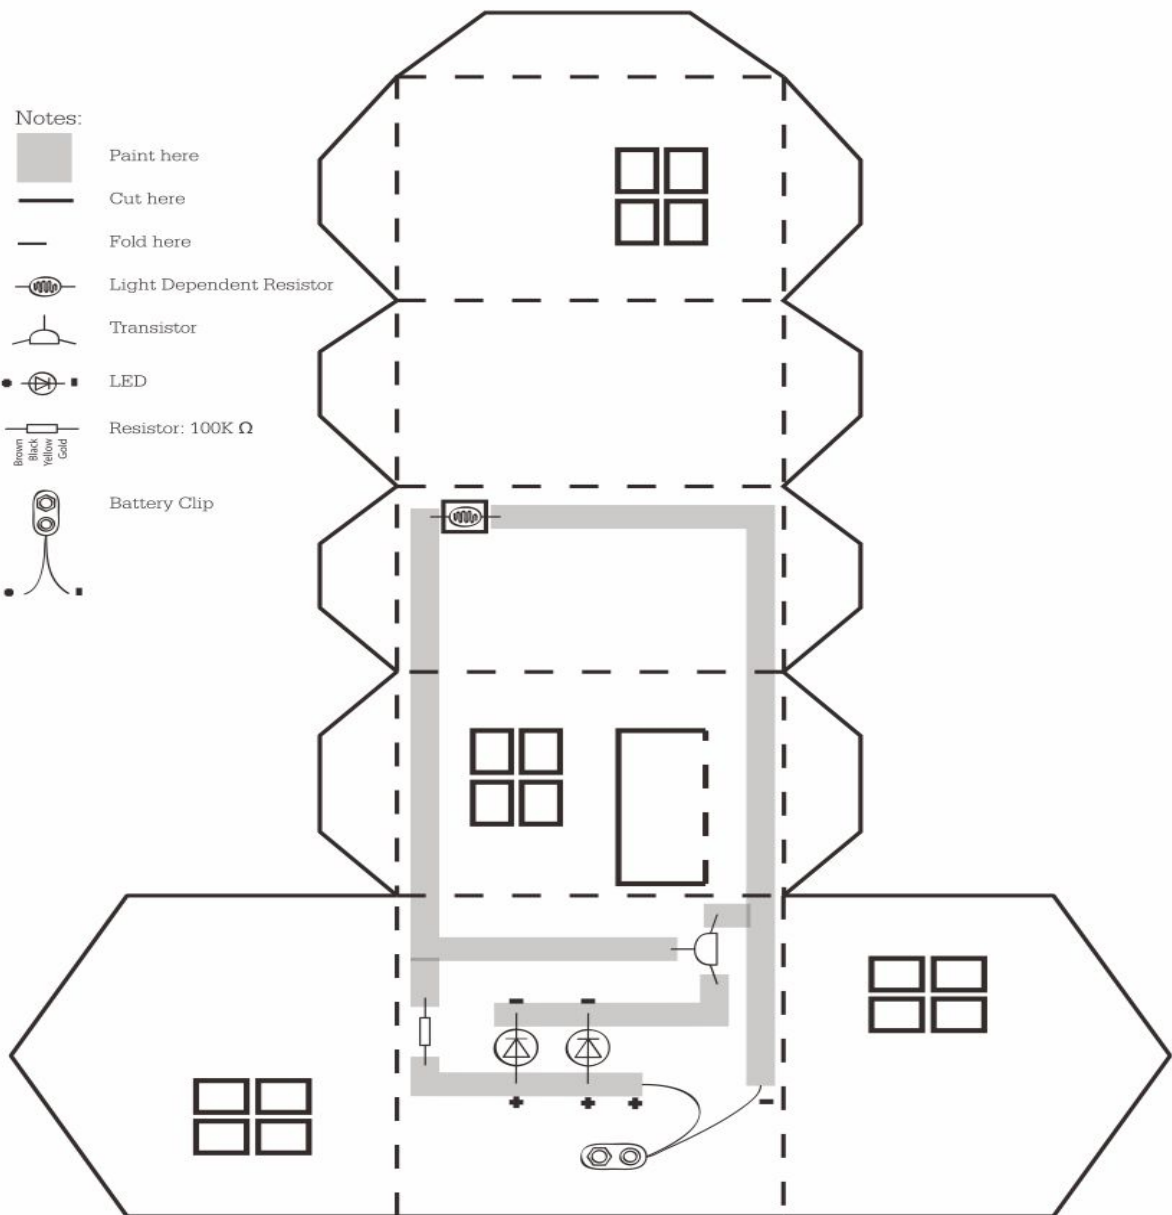 Notes:
Paint here
Cut here
Fold here
Light Dependent Resistor
Transistor
LED
Resistor: 100K Ω
Brown
Black
Yellow
Gold
Battery Clip